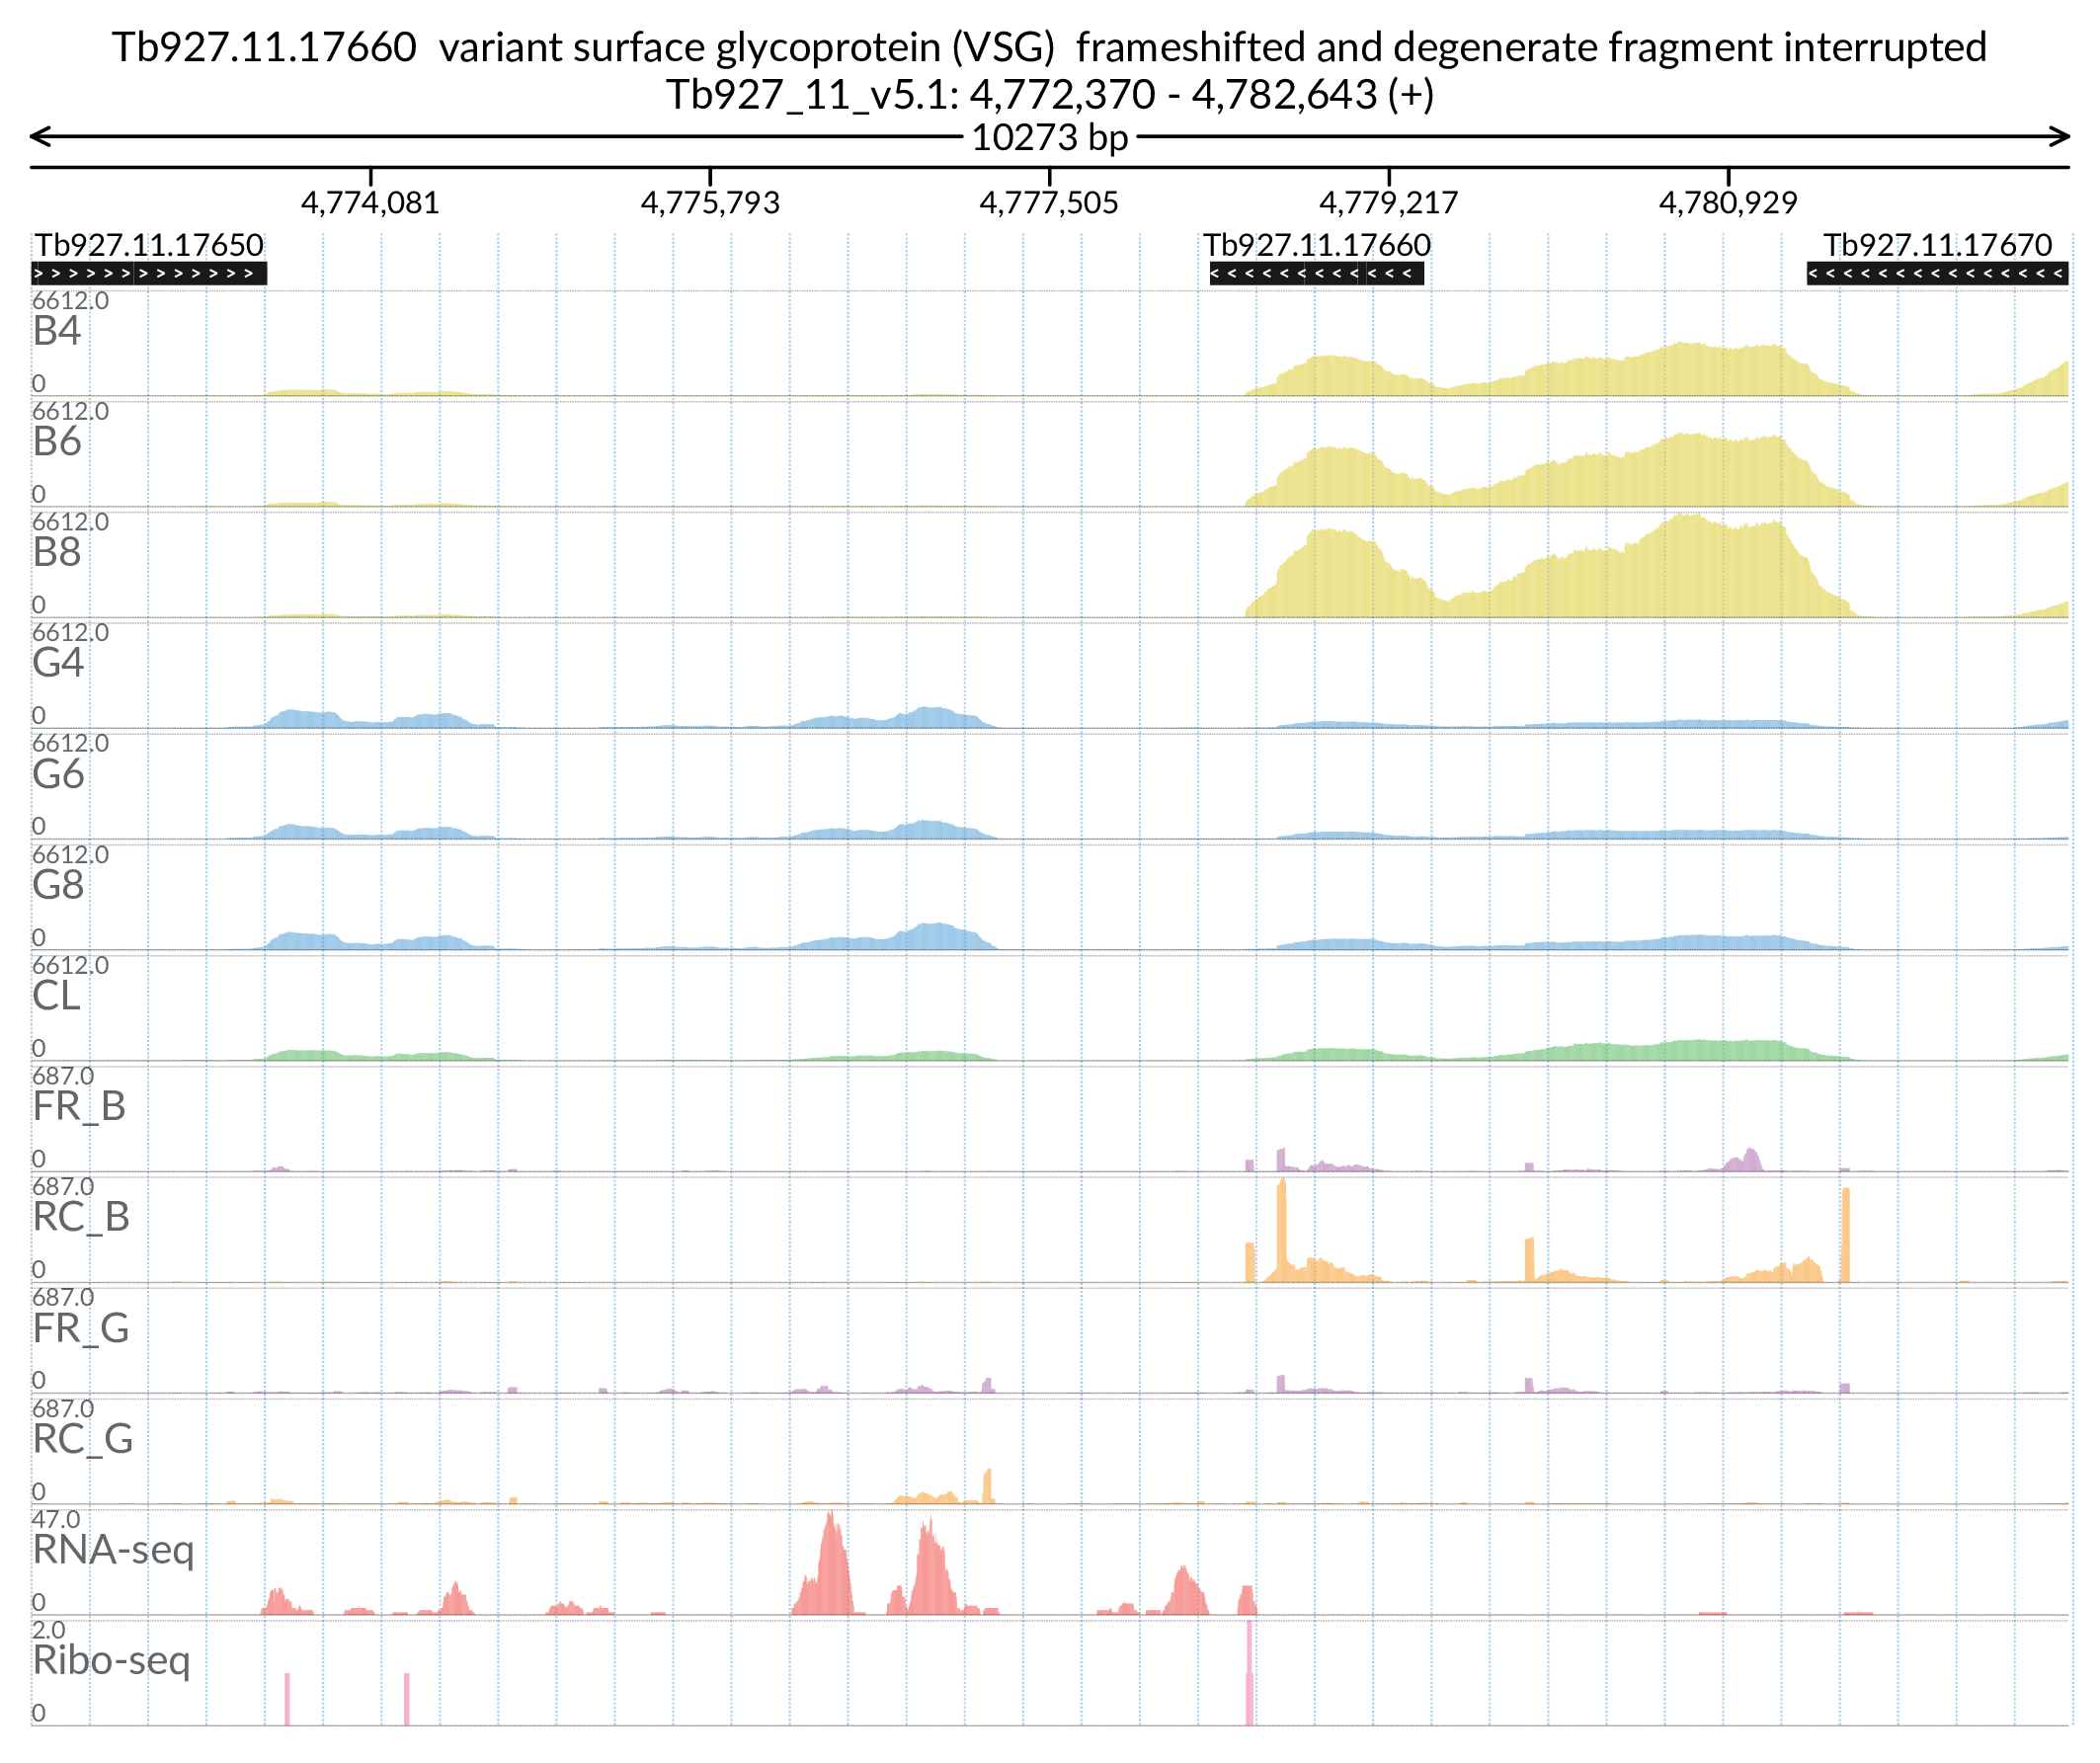 Tb927.11.17660 variant surface glycoprotein (VSG) frameshifted and degenerate fragment interrupted
Tb927_11_v5.1: 4,772,370 - 4,782,643 (+)
10273 bp
4,774,081 4,775,793 4,777,505 4,779,217 4,780,929
Tb927.11.17650 Tb927.11.17660 Tb927.11.17670
6612.0
B4
0
6612.0
B6
0
6612.0
B8
0
6612.0
G4
0
6612.0
G6
0
6612.0
G8
0
6612.0
CL
0
687.0
FR_B
0
687.0
RC_B
0
687.0
FR_G
0
687.0
RC_G
0
47.0
RNA-seq
0
2.0
Ribo-seq
0